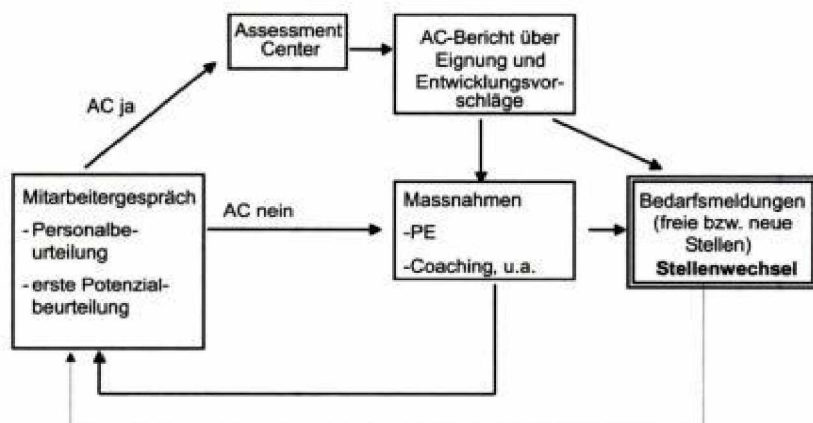 Assessment
Center
AC-Bericht über
Eignung und
Entwicklungsvor-
schläge
AC ja
Mitarbeitergespräch
- Personalbe-
urteilung
- erste Potenzial-
beurteilung
AC nein
Massnahmen
-PE
-Coaching, u.a.
Bedarfsmeldungen
(freie bzw. neue
Stellen)
Stellenwechsel